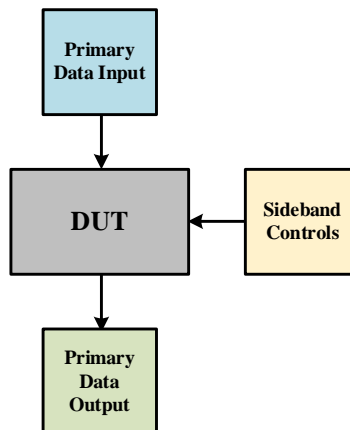 Primary
Data Input
DUT
Sideband
Controls
Primary
Data
Output